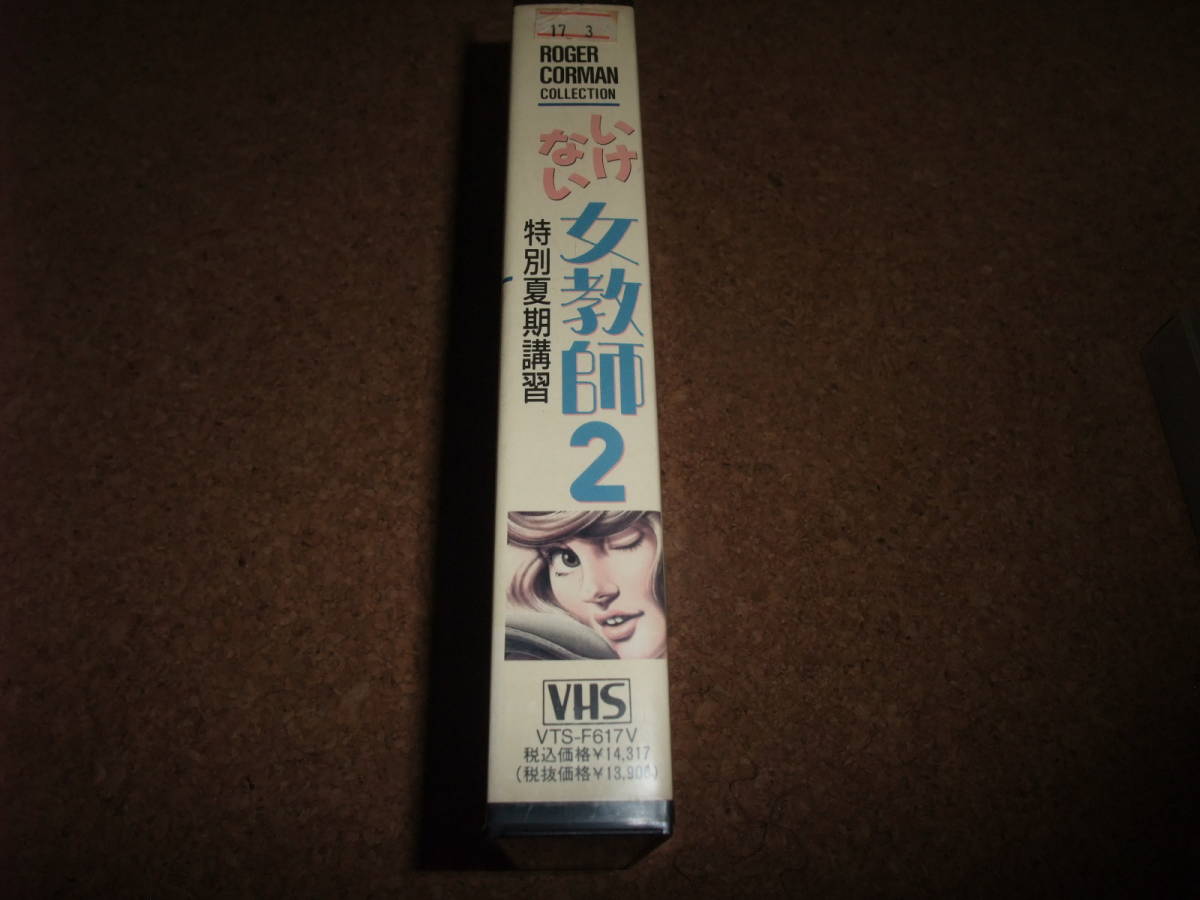 17 3
ROGER
CORMAN
COLLECTION
いけ
ない
女教師2
特別夏期講習
VHS
VTS-F617V
税込価格¥14,317
(税抜価格¥13,900)